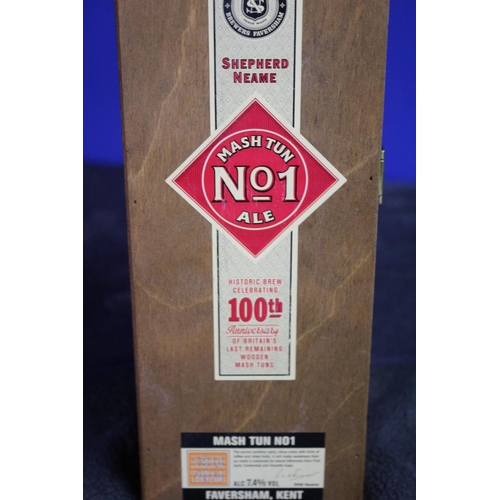 BREWERS FAVERSHAM
SHEPHERD
NEAME
MASH TUN
No1
ALE
HISTORIC BREW
CELEBRATING
100th
Anniversary
OF BRITAIN'S
LAST REMAINING
WOODEN
MASH TUNS
MASH TUN NO1
ALC 7.4% VOL
FAVERSHAM, KENT